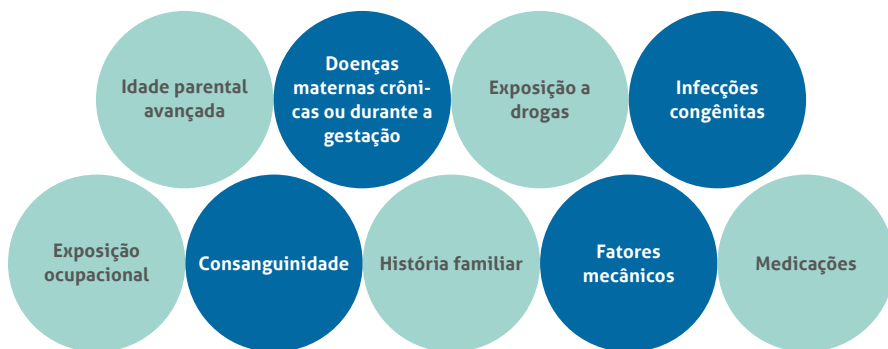 Idade parental
avançada
Doenças
maternas crôni-
cas ou durante a
gestação
Exposição a
drogas
Infecções
congênitas
Exposição
ocupacional
Consanguinidade
História familiar
Fatores
mecânicos
Medicações